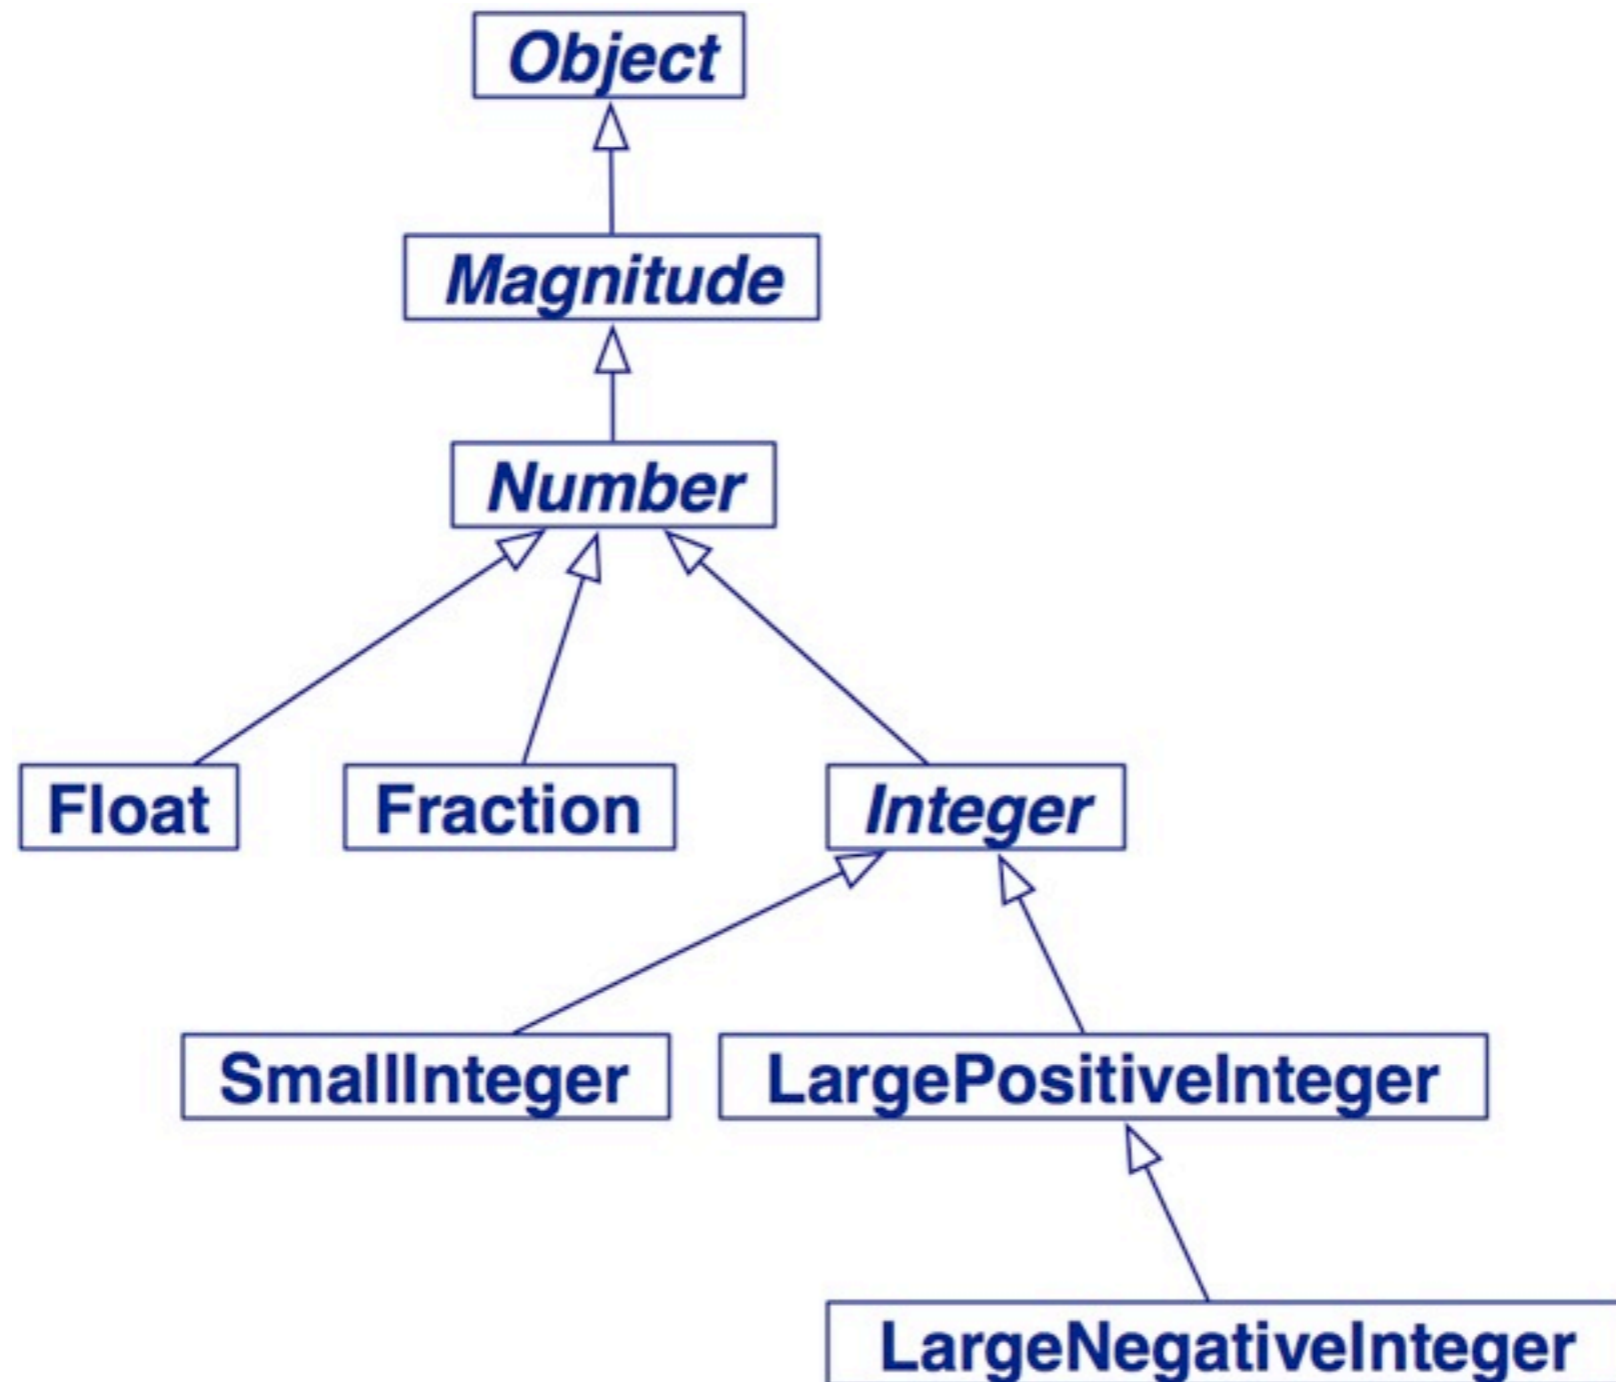 Object
Magnitude
Number
Float
Fraction
Integer
SmallInteger
LargePositiveInteger
LargeNegativeInteger